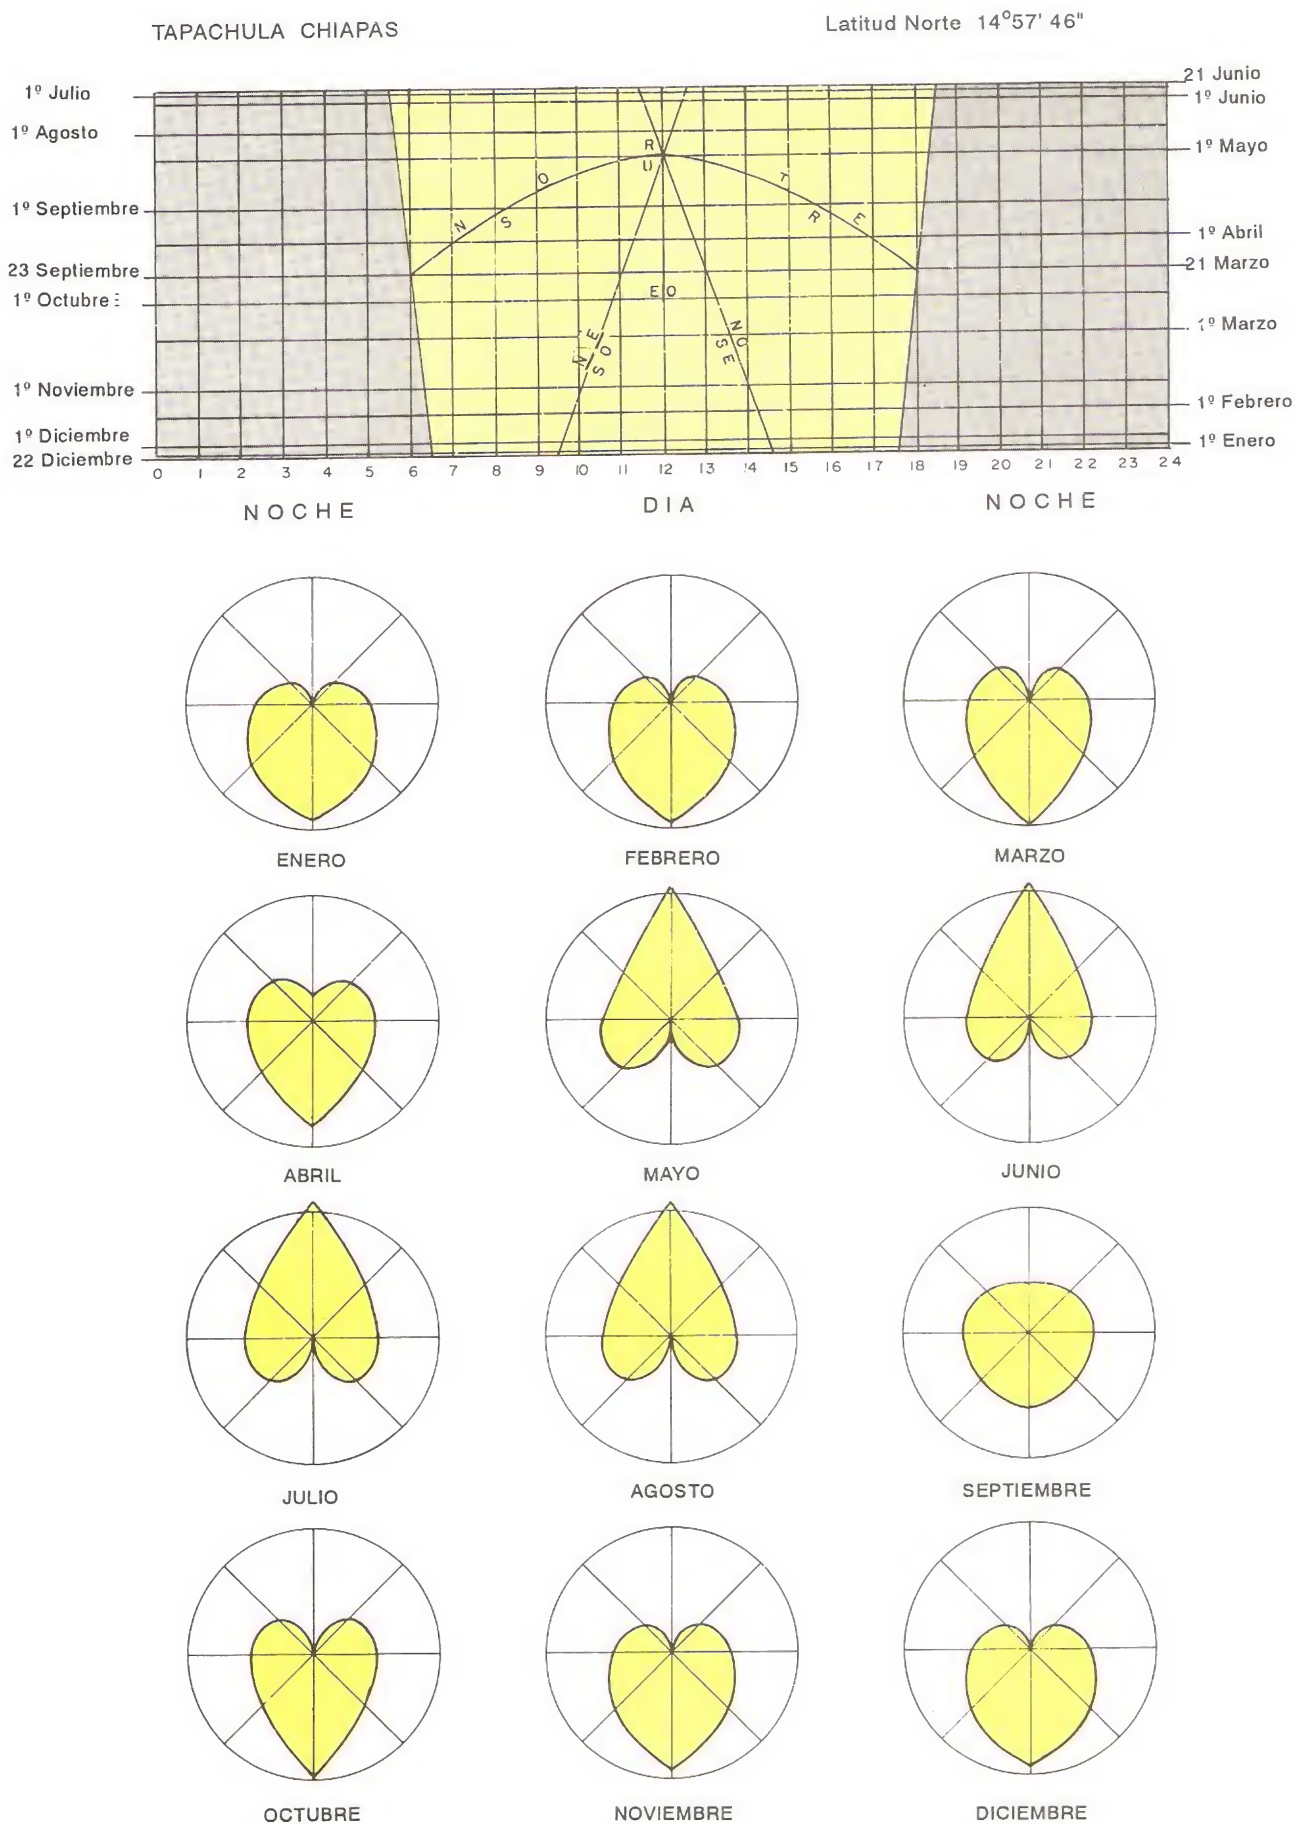 TAPACHULA CHIAPAS
Latitud Norte 14°57' 46"
1º Julio
1º Agosto
1º Septiembre
23 Septiembre
1º Octubre
1º Noviembre
1º Diciembre
22 Diciembre
21 Junio
1º Junio
1º Mayo
1º Abril
21 Marzo
1º Marzo
1º Febrero
1º Enero
N O R T E
S U R
E O
NE
SO
NO
SE
0 1 2 3 4 5 6 7 8 9 10 11 12 13 14 15 16 17 18 19 20 21 22 23 24
NOCHE DIA NOCHE
ENERO FEBRERO MARZO
ABRIL MAYO JUNIO
JULIO AGOSTO SEPTIEMBRE
OCTUBRE NOVIEMBRE DICIEMBRE